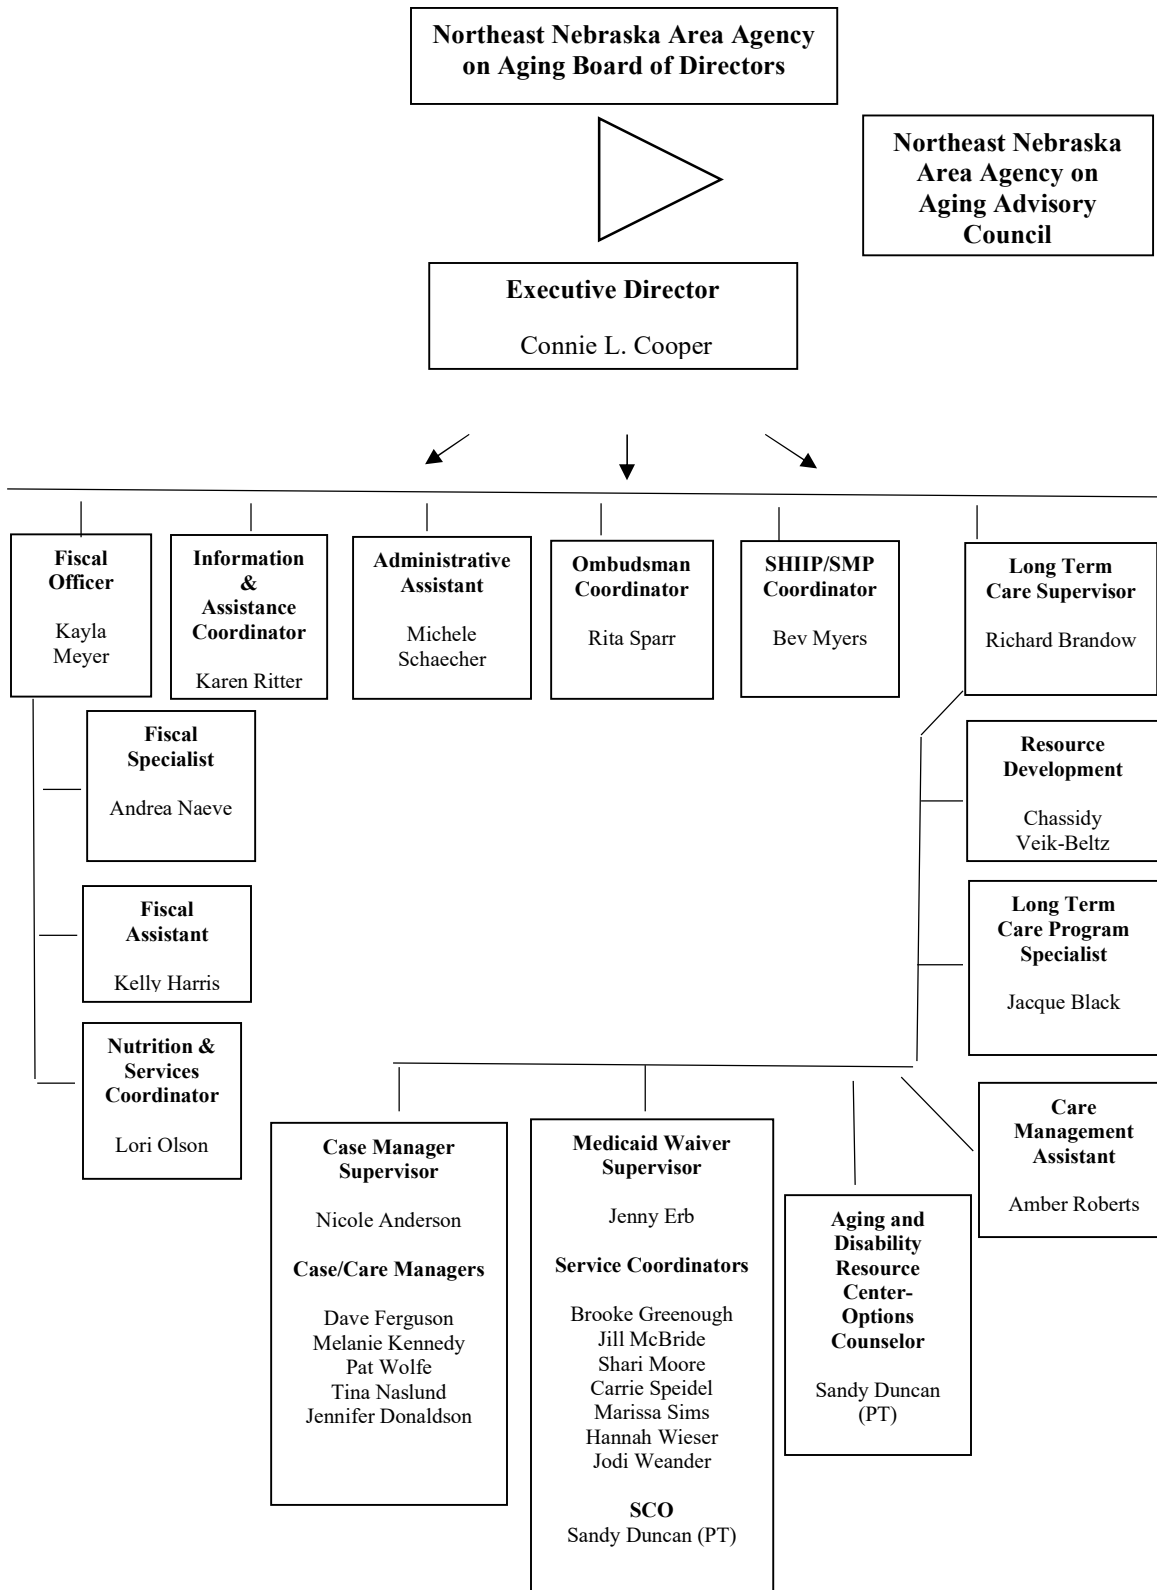 Northeast Nebraska Area Agency
on Aging Board of Directors
Northeast Nebraska
Area Agency on
Aging Advisory
Council
Executive Director
Connie L. Cooper
Fiscal
Officer
Kayla
Meyer
Information
&
Assistance
Coordinator
Karen Ritter
Administrative
Assistant
Michele
Schaecher
Ombudsman
Coordinator
Rita Sparr
SHIIP/SMP
Coordinator
Bev Myers
Long Term
Care Supervisor
Richard Brandow
Fiscal
Specialist
Andrea Naeve
Fiscal
Assistant
Kelly Harris
Nutrition &
Services
Coordinator
Lori Olson
Resource
Development
Chassidy
Veik-Beltz
Long Term
Care Program
Specialist
Jacque Black
Care
Management
Assistant
Amber Roberts
Case Manager
Supervisor
Nicole Anderson
Case/Care Managers
Dave Ferguson
Melanie Kennedy
Pat Wolfe
Tina Naslund
Jennifer Donaldson
Medicaid Waiver
Supervisor
Jenny Erb
Service Coordinators
Brooke Greenough
Jill McBride
Shari Moore
Carrie Speidel
Marissa Sims
Hannah Wieser
Jodi Weander
SCO
Sandy Duncan (PT)
Aging and
Disability
Resource
Center-
Options
Counselor
Sandy Duncan
(PT)